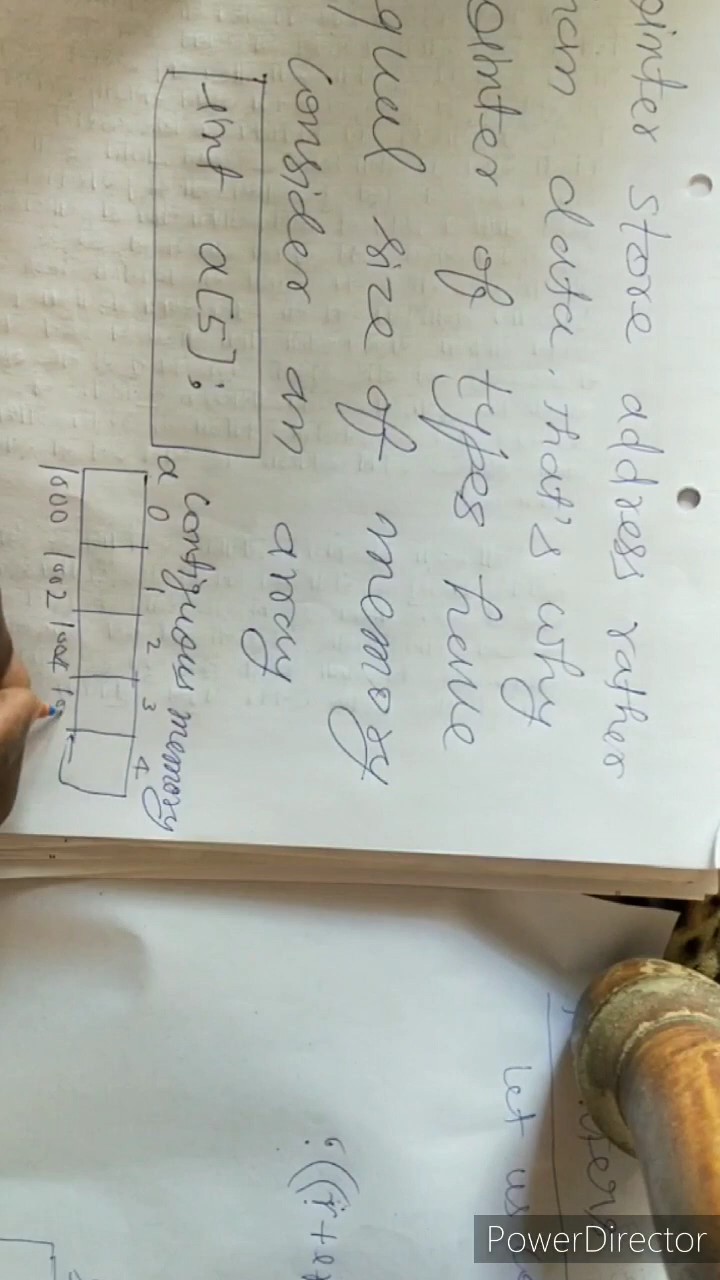 pointer store address rather
than data, that's why
pointer of types have
equal size of memory
Consider an array
int a[5];
a contiguous memory
0 1 2 3 4
1000 1002 1004 10
let us
PowerDirector